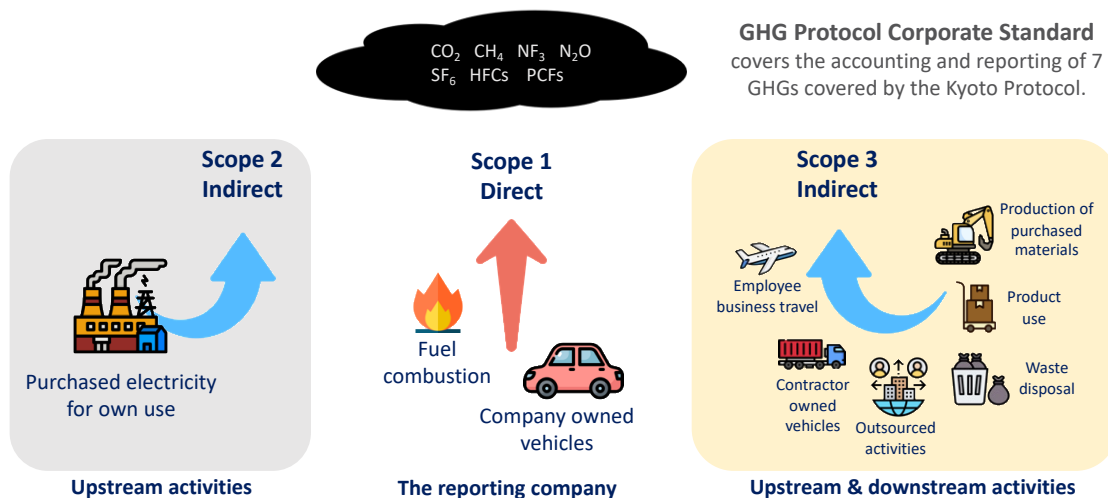 CO₂ CH₄ NF₃ N₂O
SF₆ HFCs PCFs
GHG Protocol Corporate Standard
covers the accounting and reporting of 7
GHGs covered by the Kyoto Protocol.
Scope 2
Indirect
Purchased electricity
for own use
Upstream activities
Scope 1
Direct
Fuel
combustion
Company owned
vehicles
The reporting company
Scope 3
Indirect
Employee
business travel
Production of
purchased
materials
Product
use
Waste
disposal
Contractor
owned
vehicles
Outsourced
activities
Upstream & downstream activities